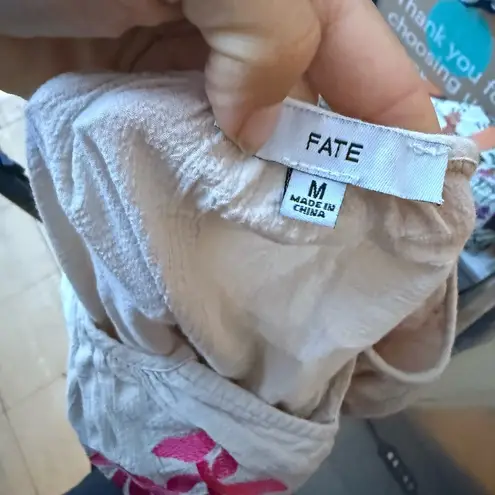 Thank you f
choosing
FATE
M
MADE IN
CHINA